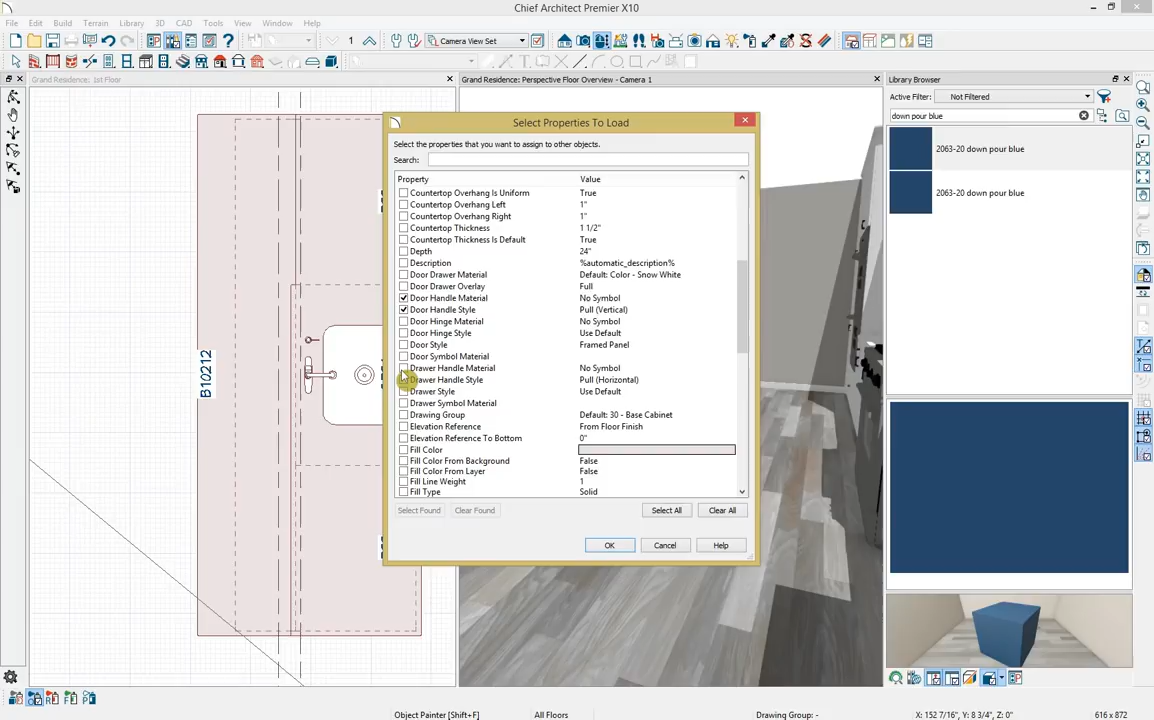 Chief Architect Premier X10
File Edit Build Terrain Library 3D CAD Tools Window View Help
1 Camera View Set
Grand Residence: 1st Floor
Grand Residence: Perspective Floor Overview - Camera 1
Library Browser
Active Filter: Not Filtered
down pour blue
2063-20 down pour blue
2063-20 down pour blue
B10212
Select Properties To Load
Select the properties that you want to assign to other objects.
Search:
Property Value
Countertop Overhang Is Uniform True
Countertop Overhang Left 1"
Countertop Overhang Right 1"
Countertop Thickness 1 1/2"
Countertop Thickness Is Default True
Depth 24"
Description %automatic_description%
Door Drawer Material Default: Color - Snow White
Door Drawer Overlay Full
Door Handle Material No Symbol
Door Handle Style Pull (Vertical)
Door Hinge Material No Symbol
Door Hinge Style Use Default
Door Style Framed Panel
Door Symbol Material
Drawer Handle Material No Symbol
Drawer Handle Style Pull (Horizontal)
Drawer Style Use Default
Drawer Symbol Material
Drawing Group Default: 30 - Base Cabinet
Elevation Reference From Floor Finish
Elevation Reference To Bottom 0"
Fill Color
Fill Color From Background False
Fill Color From Layer False
Fill Line Weight 1
Fill Type Solid
Select Found Clear Found Select All Clear All
OK Cancel Help
Object Painter [Shift+F] All Floors Drawing Group: - X: 152 7/16", Y: 8 3/4", Z: 0" 616 x 872